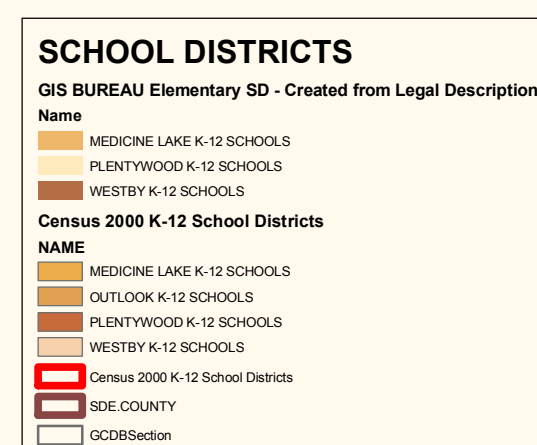 SCHOOL DISTRICTS
GIS BUREAU Elementary SD - Created from Legal Description
Name
MEDICINE LAKE K-12 SCHOOLS
PLENTYWOOD K-12 SCHOOLS
WESTBY K-12 SCHOOLS
Census 2000 K-12 School Districts
NAME
MEDICINE LAKE K-12 SCHOOLS
OUTLOOK K-12 SCHOOLS
PLENTYWOOD K-12 SCHOOLS
WESTBY K-12 SCHOOLS
Census 2000 K-12 School Districts
SDE.COUNTY
GCDBSection